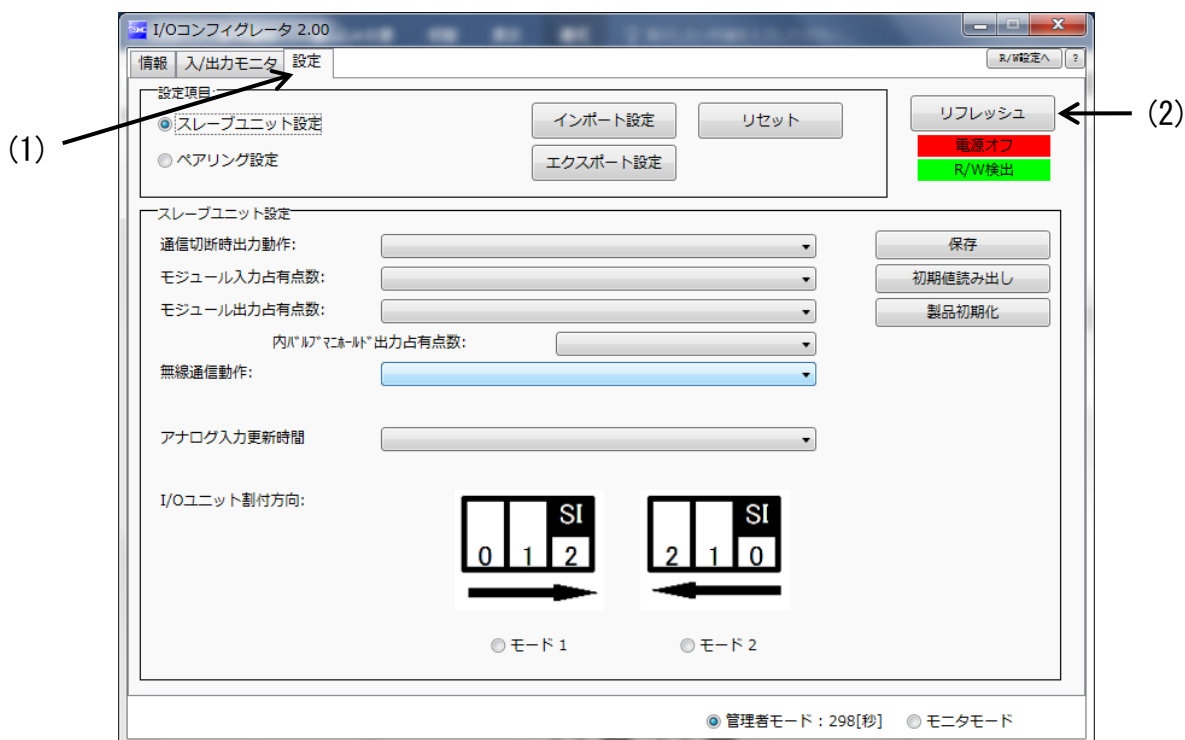 I/Oコンフィグレータ 2.00
情報 入/出力モニタ 設定
R/W設定へ ?
設定項目:
スレーブユニット設定
インポート設定
リセット
リフレッシュ
(2)
(1)
電源オフ
ペアリング設定
エクスポート設定
R/W検出
スレーブユニット設定
通信切断時出力動作:
保存
モジュール入力占有点数:
初期値読み出し
モジュール出力占有点数:
製品初期化
内ﾊﾞﾙﾌﾞﾏﾆﾎｰﾙﾄﾞ出力占有点数:
無線通信動作:
アナログ入力更新時間
I/Oユニット割付方向:
SI
0 1 2
SI
2 1 0
モード 1
モード 2
管理者モード：298[秒]
モニタモード